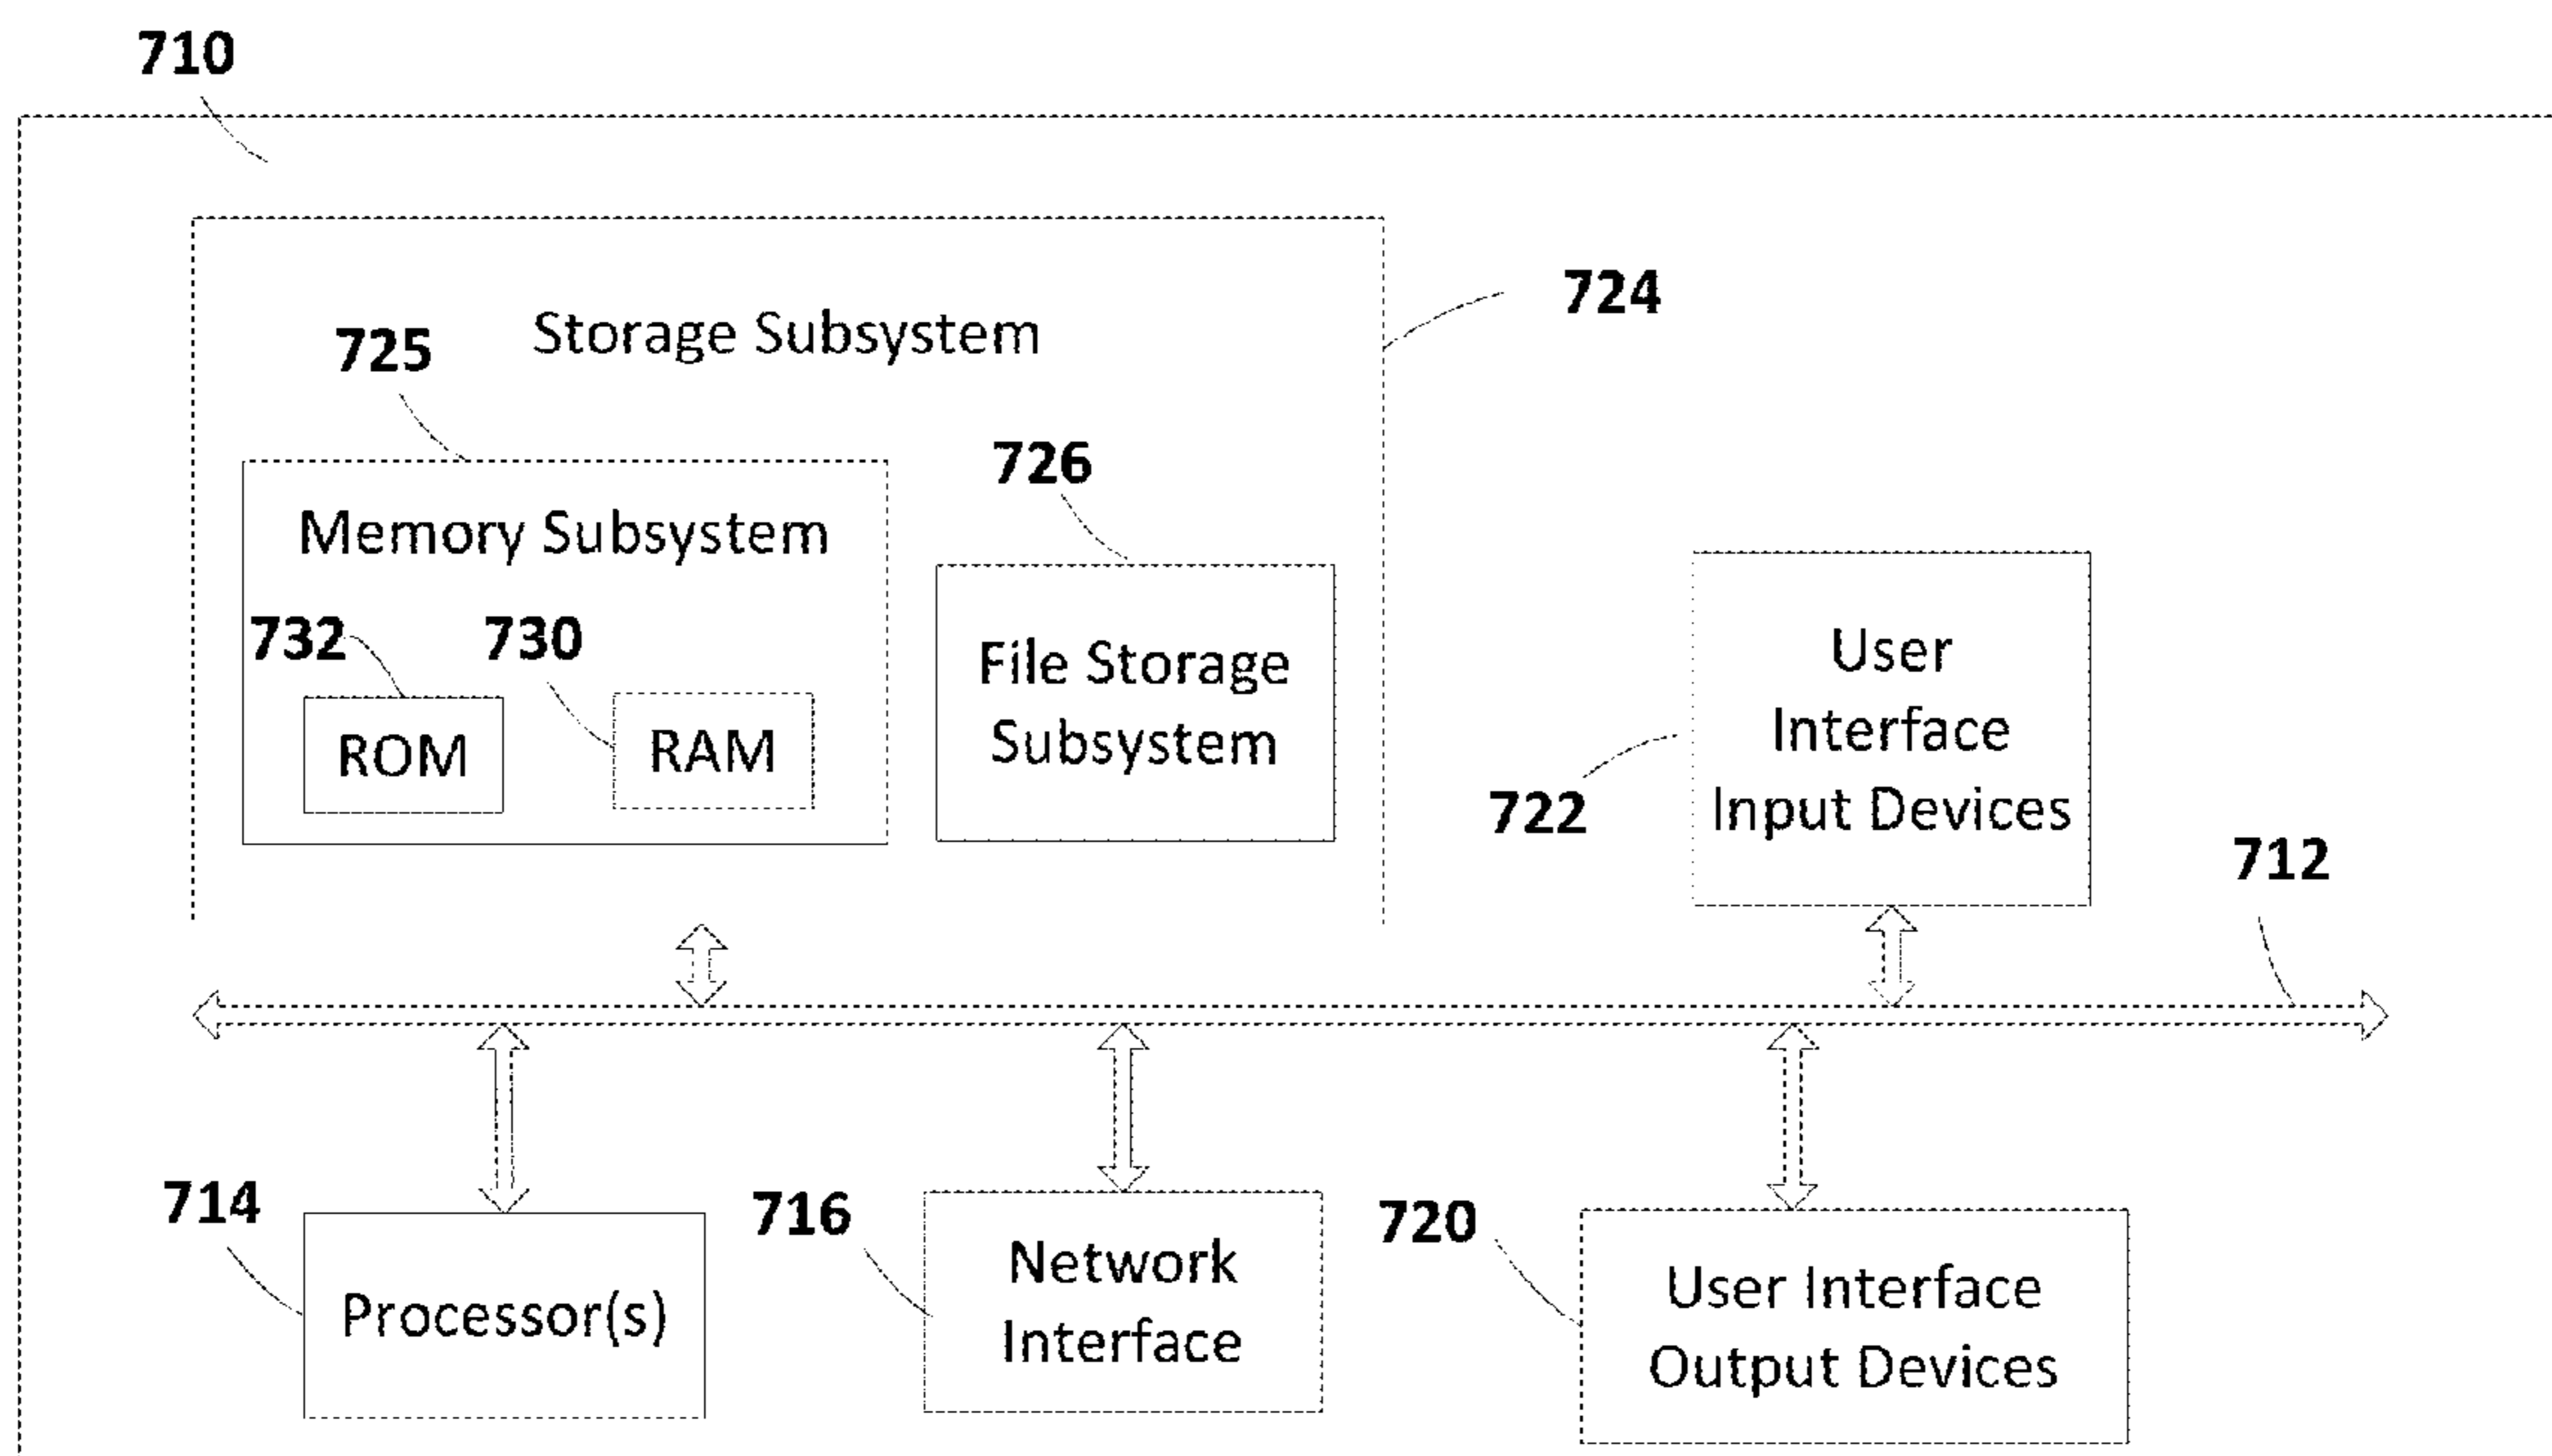 710
Storage Subsystem
724
725
726
Memory Subsystem
732
730
ROM
RAM
File Storage
Subsystem
User
Interface
Input Devices
722
712
714
Processor(s)
716
Network
Interface
720
User Interface
Output Devices